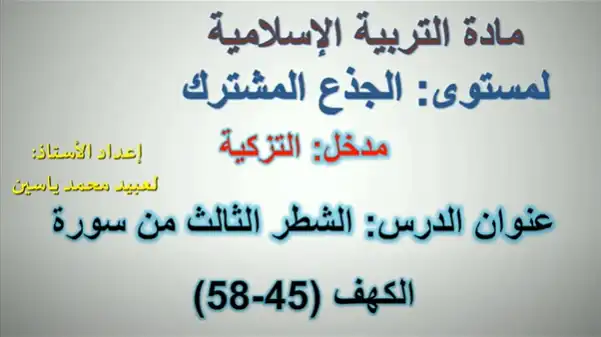 مادة التربية الإسلامية
لمستوى: الجذع المشترك
مدخل: التزكية
إعداد الأستاذ:
لعبيد محمد ياسين
عنوان الدرس: الشطر الثالث من سورة
الكهف (45-58)